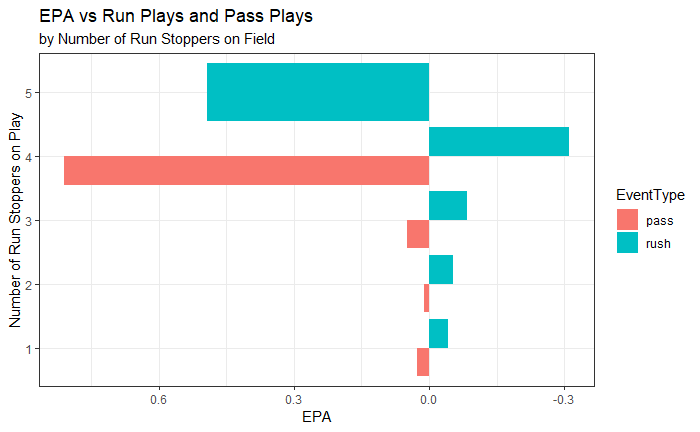 EPA vs Run Plays and Pass Plays
by Number of Run Stoppers on Field
Number of Run Stoppers on Play
5
4
3
2
1
0.6 0.3 0.0 -0.3
EPA
EventType
pass
rush